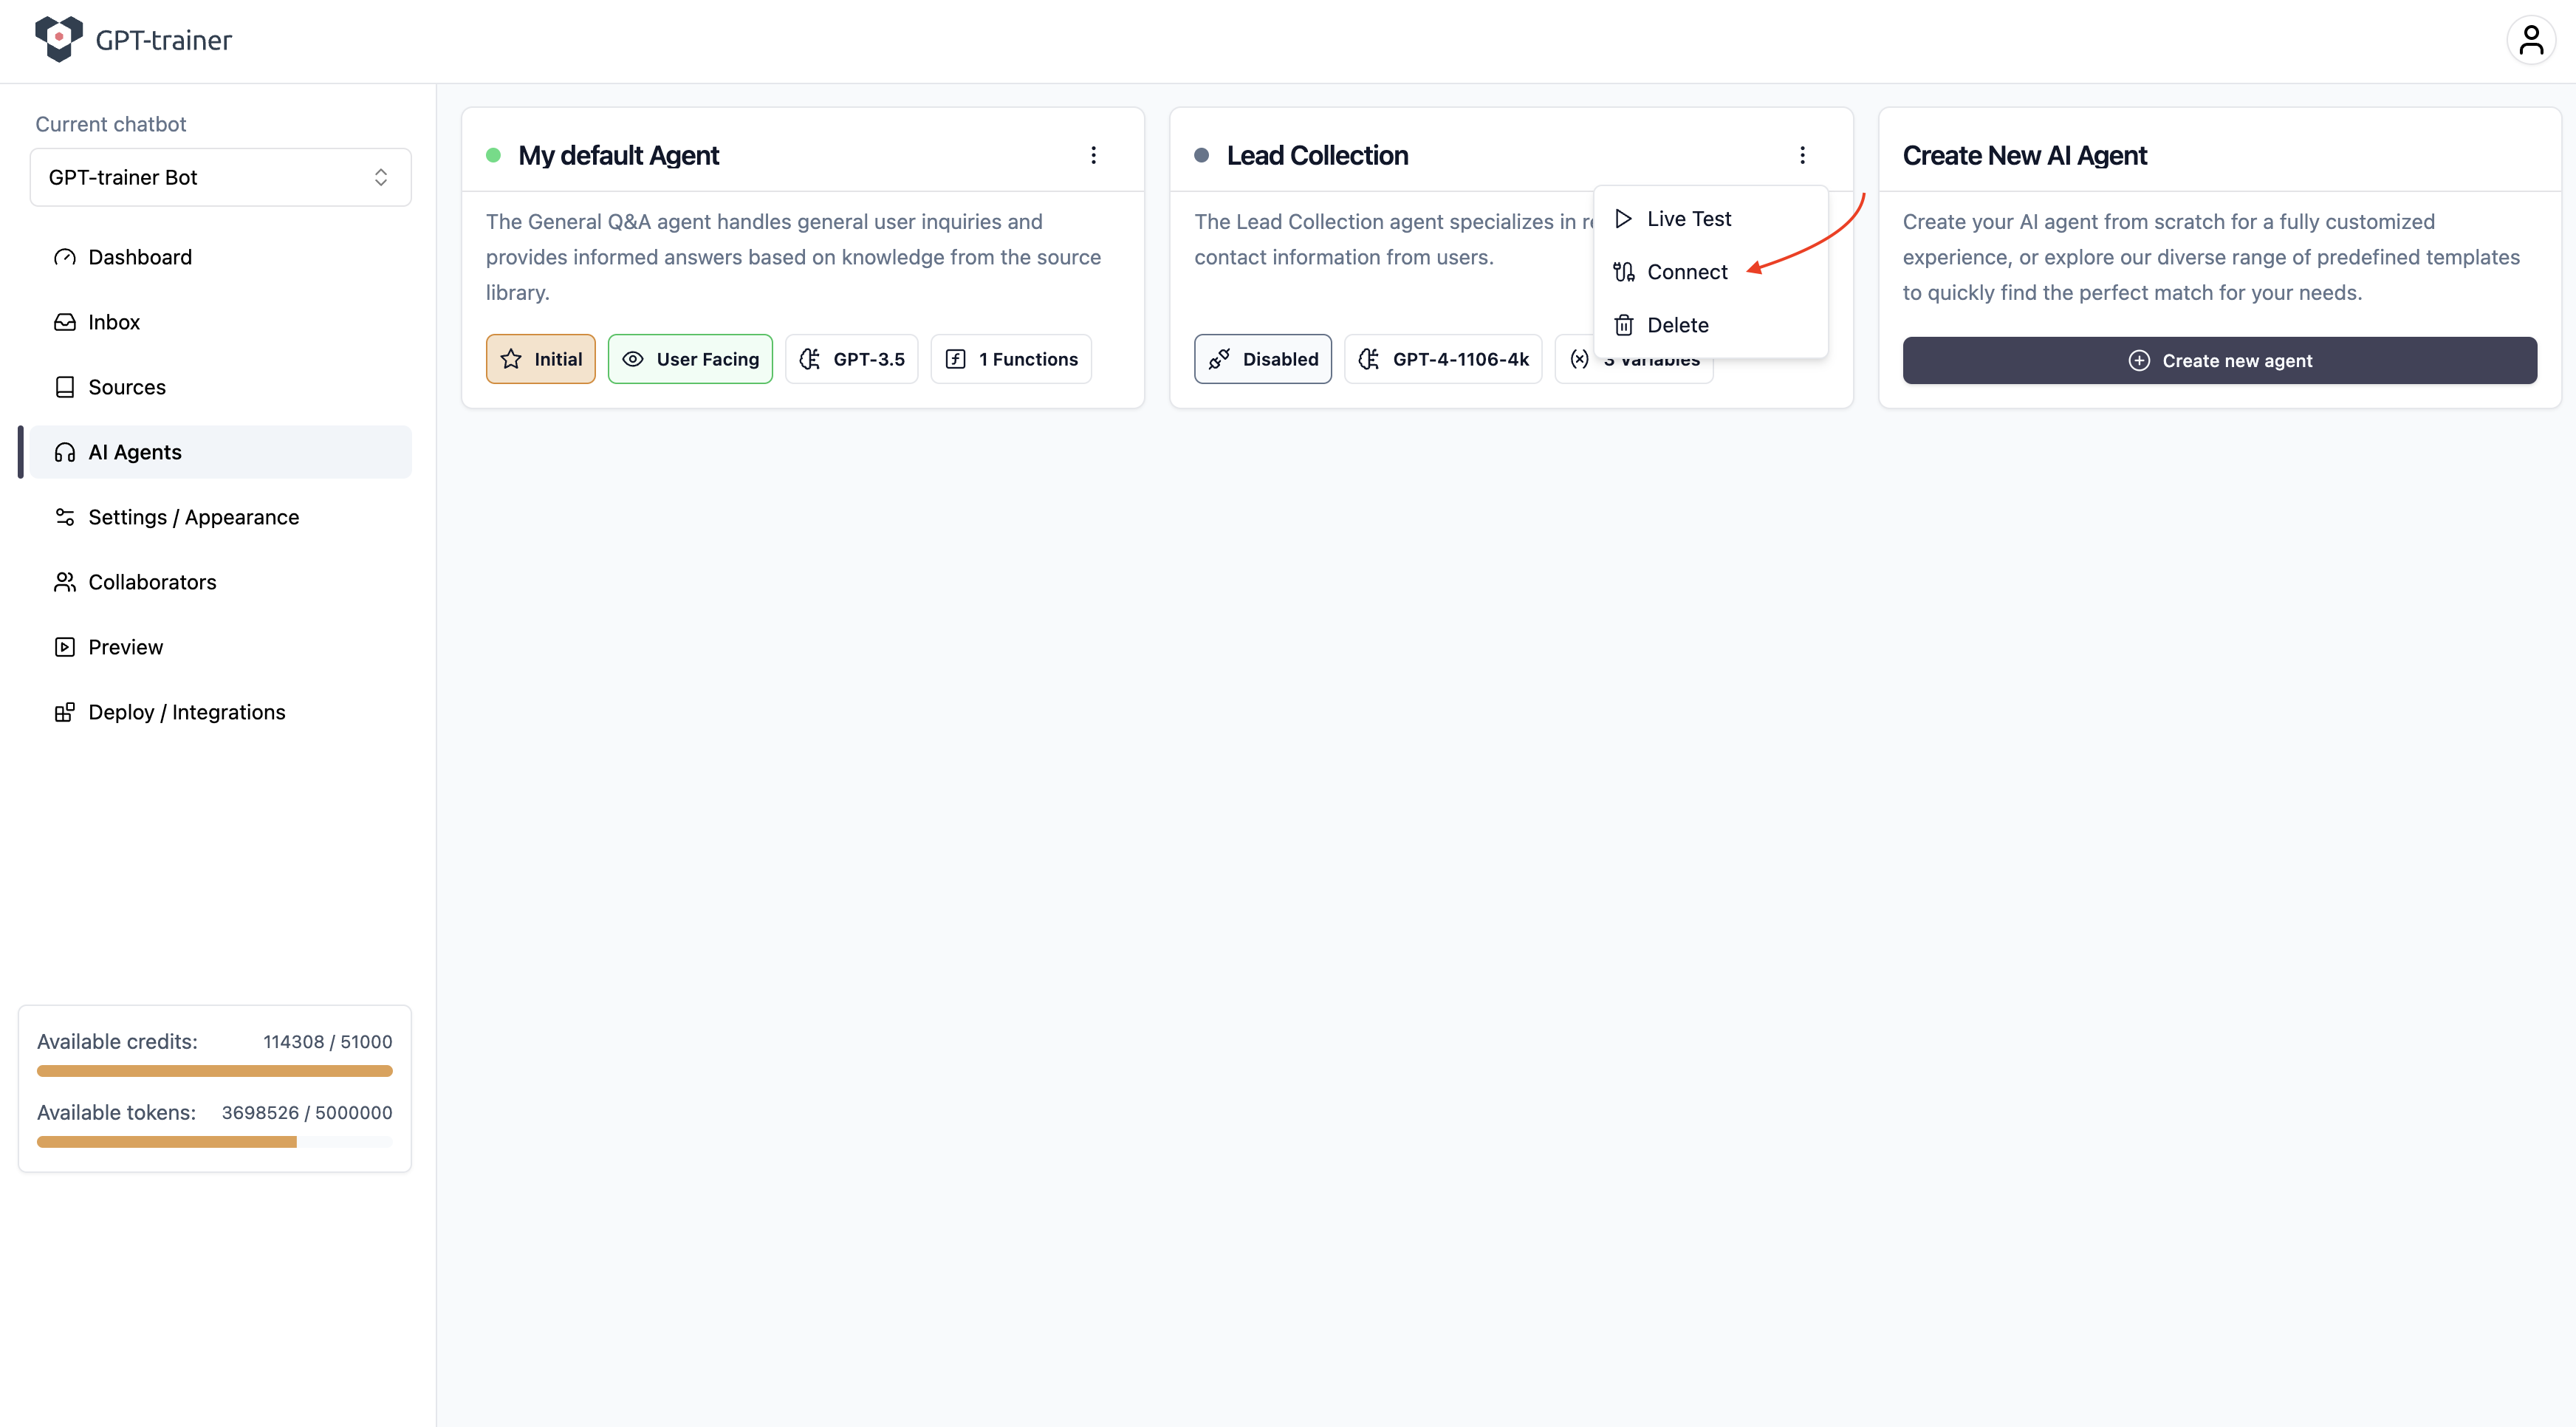 GPT-trainer
Current chatbot
GPT-trainer Bot
Dashboard
Inbox
Sources
AI Agents
Settings / Appearance
Collaborators
Preview
Deploy / Integrations
Available credits: 114308 / 51000
Available tokens: 3698526 / 5000000
My default Agent
The General Q&A agent handles general user inquiries and
provides informed answers based on knowledge from the source
library.
Initial User Facing GPT-3.5 1 Functions
Lead Collection
The Lead Collection agent specializes in
contact information from users.
Disabled GPT-4-1106-4k 3 Variables
Live Test
Connect
Delete
Create New AI Agent
Create your AI agent from scratch for a fully customized
experience, or explore our diverse range of predefined templates
to quickly find the perfect match for your needs.
Create new agent